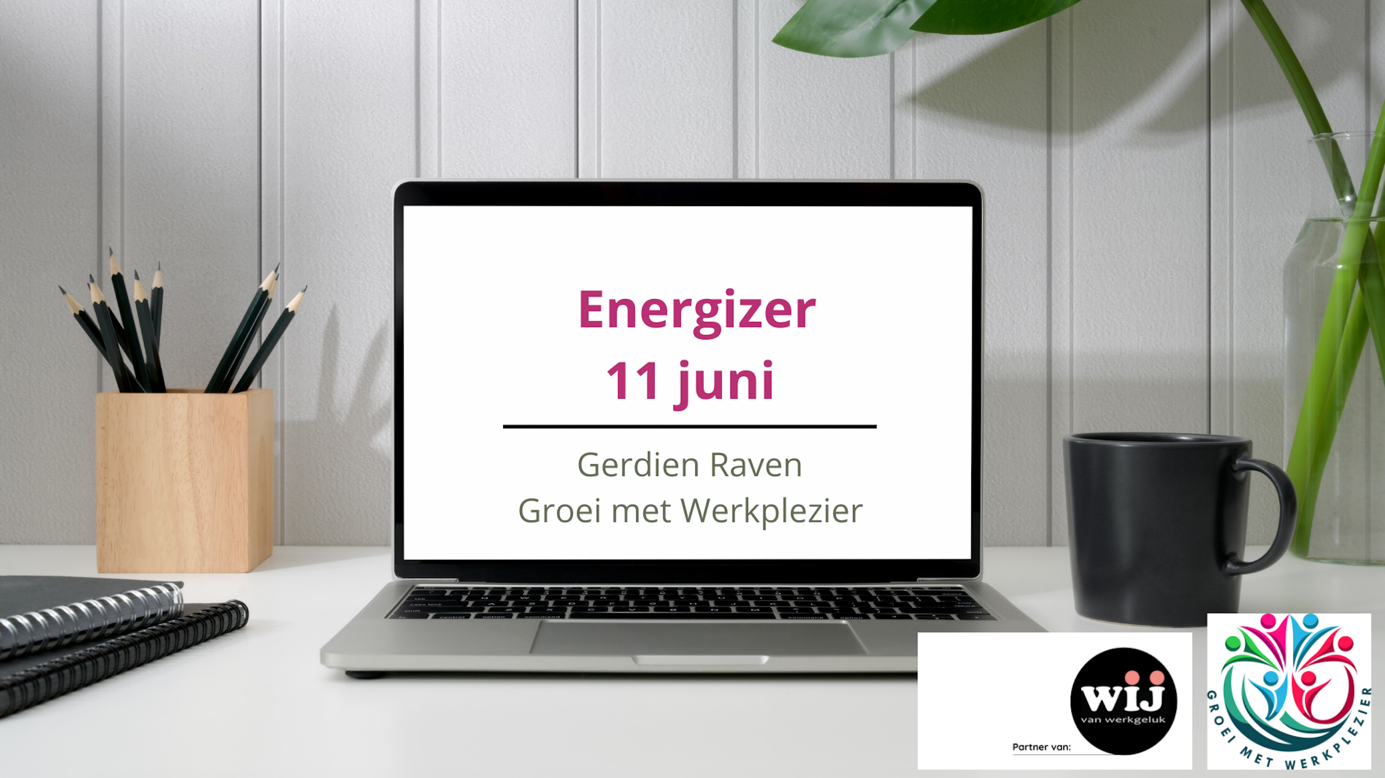 Energizer
11 juni
Gerdien Raven
Groei met Werkplezier
wij
van werkgeluk
Partner van:
GROEI MET WERKPLEZIER